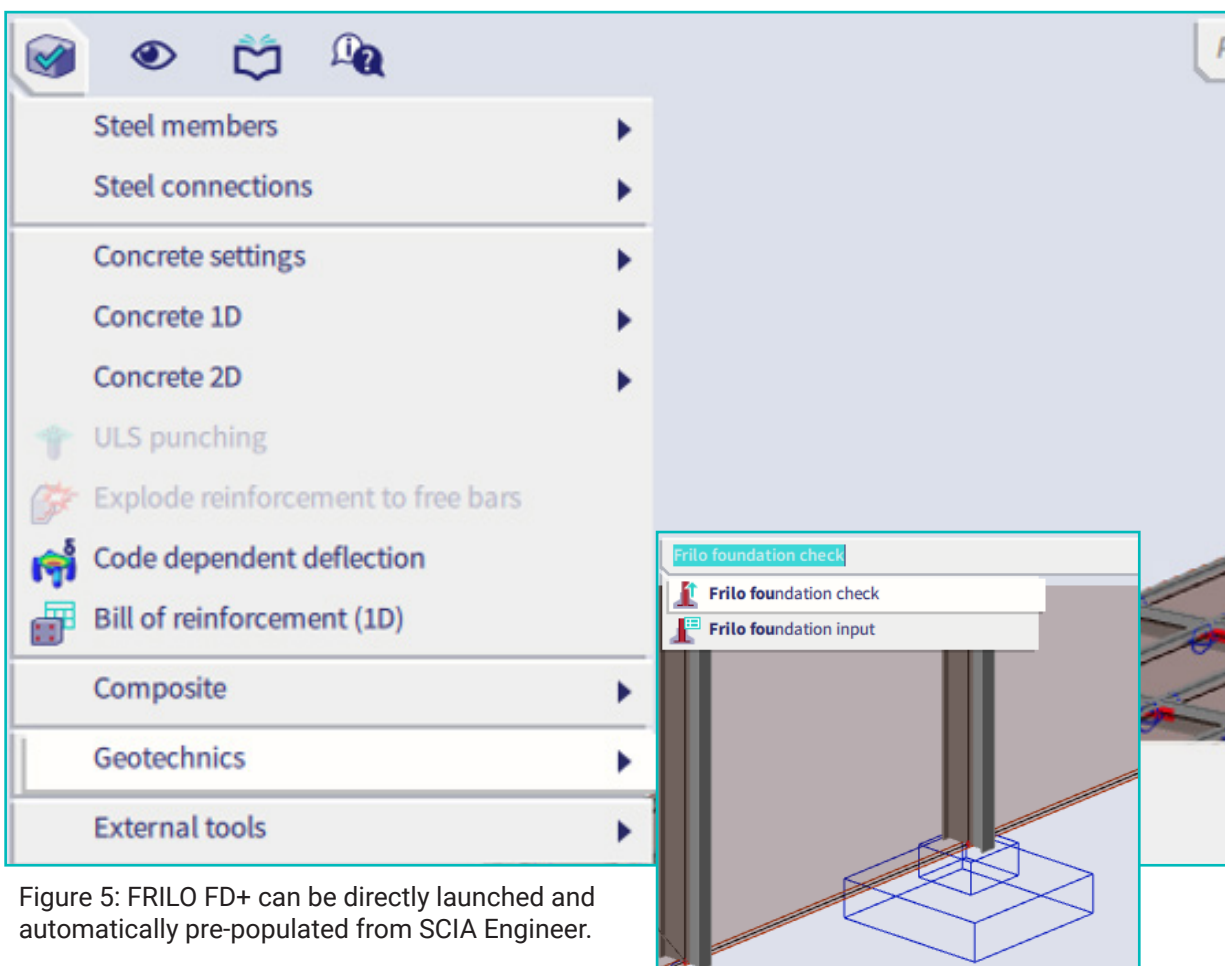 Steel members
Steel connections
Concrete settings
Concrete 1D
Concrete 2D
ULS punching
Explode reinforcement to free bars
Code dependent deflection
Bill of reinforcement (1D)
Composite
Geotechnics
External tools
Frilo foundation check
Frilo foundation check
Frilo foundation input
Figure 5: FRILO FD+ can be directly launched and
automatically pre-populated from SCIA Engineer.